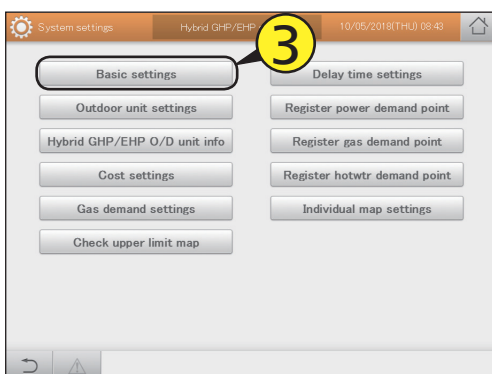 System settings
Hybrid GHP/EHP
10/05/2018(THU) 08:43
3
Basic settings
Delay time settings
Outdoor unit settings
Register power demand point
Hybrid GHP/EHP O/D unit info
Register gas demand point
Cost settings
Register hotwtr demand point
Gas demand settings
Individual map settings
Check upper limit map